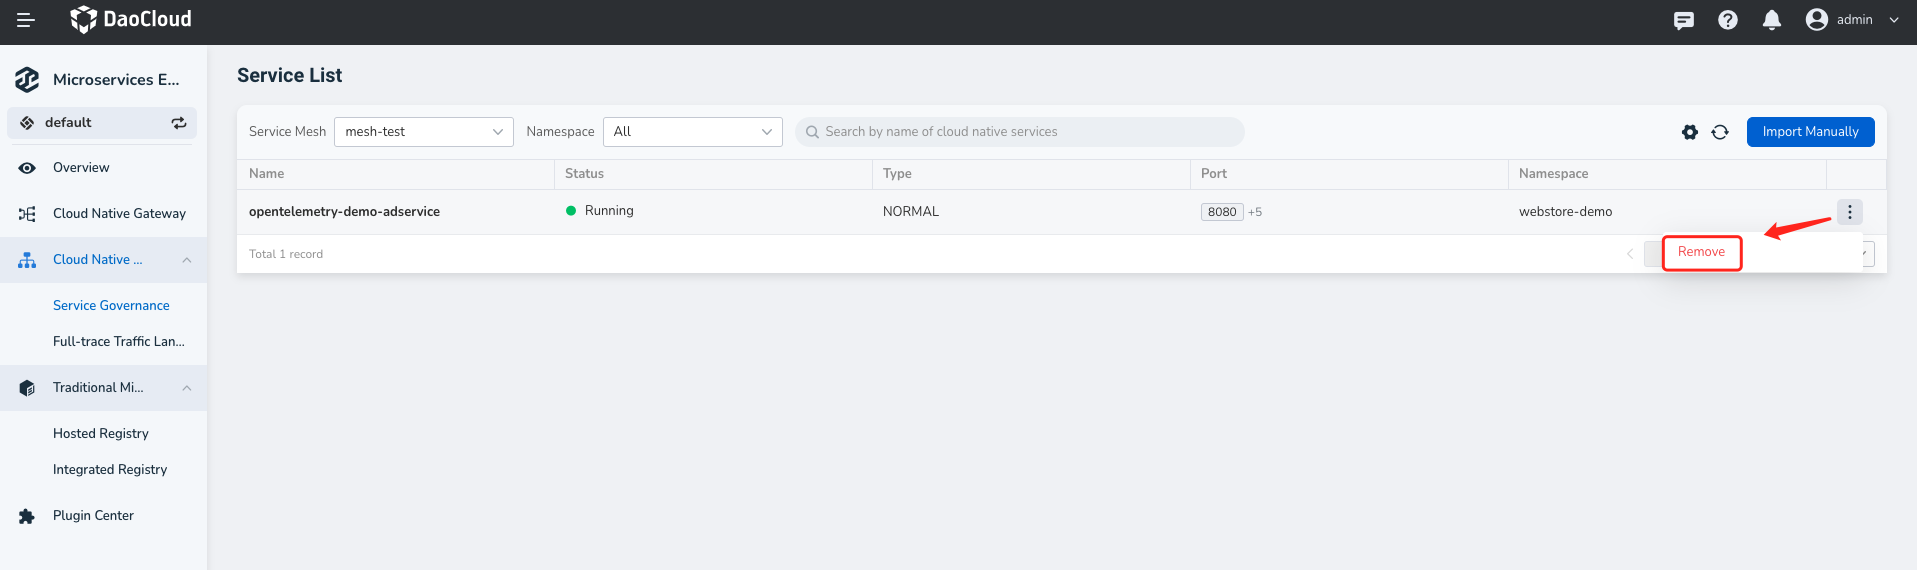 DaoCloud
admin
Microservices E...
default
Overview
Cloud Native Gateway
Cloud Native ...
Service Governance
Full-trace Traffic Lan...
Traditional Mi...
Hosted Registry
Integrated Registry
Plugin Center
Service List
Service Mesh mesh-test Namespace All Search by name of cloud native services Import Manually
Name Status Type Port Namespace
opentelemetry-demo-adservice Running NORMAL 8080 +5 webstore-demo
Total 1 record
Remove